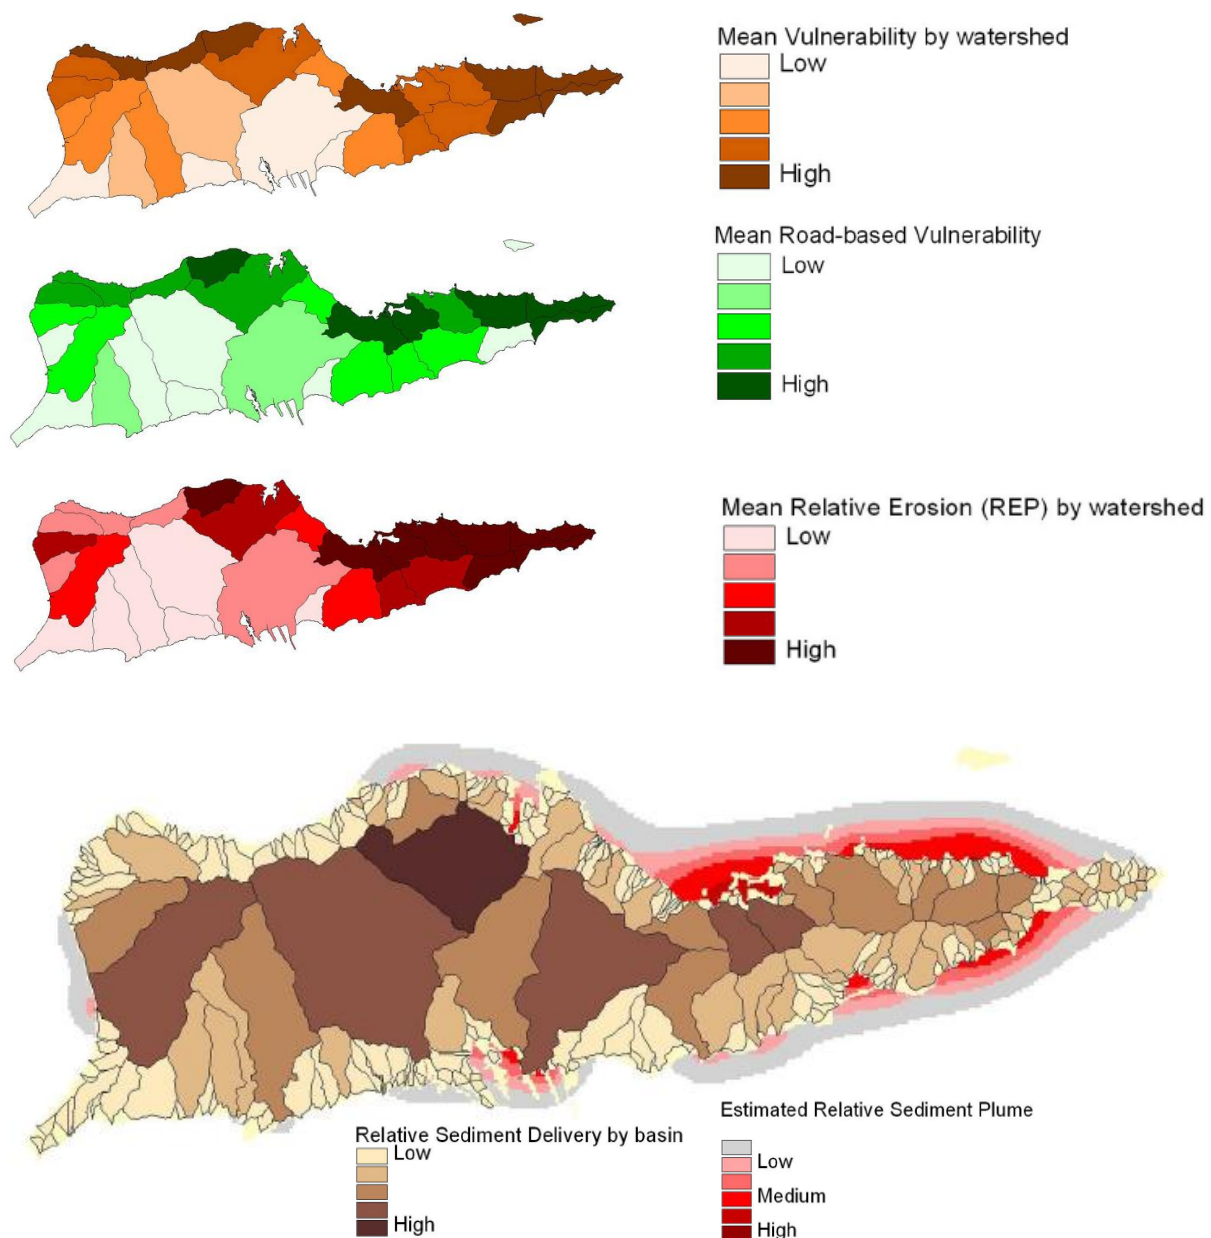 Mean Vulnerability by watershed
Low
High
Mean Road-based Vulnerability
Low
High
Mean Relative Erosion (REP) by watershed
Low
High
Relative Sediment Delivery by basin
Low
High
Estimated Relative Sediment Plume
Low
Medium
High